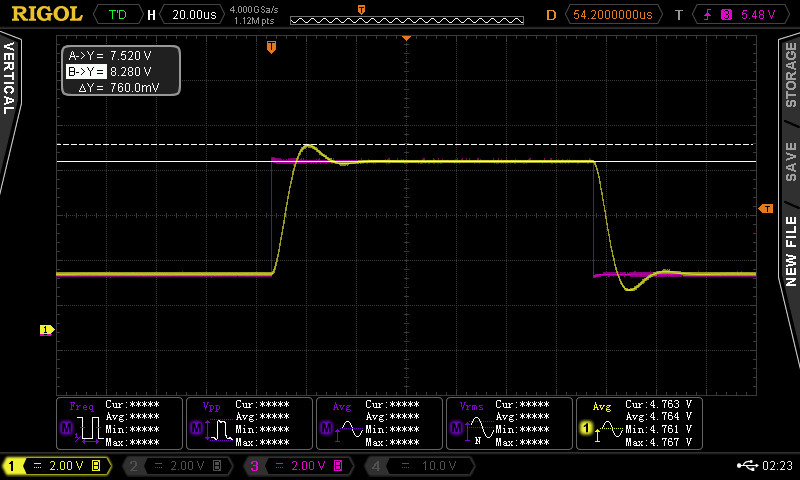 RIGOL T'D H 20.00us 4.000GSa/s 1.12M pts T D 54.2000000us T 3 5.48 V
T
VERTICAL
A->Y = 7.520 V
B->Y = 8.280 V
ΔY = 760.0mV
STORAGE
SAVE
NEW FILE
T
1
Freq Cur:***** Avg:***** Min:***** Max:*****
M
Vpp Cur:***** Avg:***** Min:***** Max:*****
M
Avg Cur:***** Avg:***** Min:***** Max:*****
M
Vrms Cur:***** Avg:***** Min:***** Max:*****
M N
Avg Cur:4.763 V Avg:4.764 V Min:4.761 V Max:4.767 V
1
1 = 2.00 V B 2 = 2.00 V B 3 = 2.00 V B 4 = 10.0 V 02:23